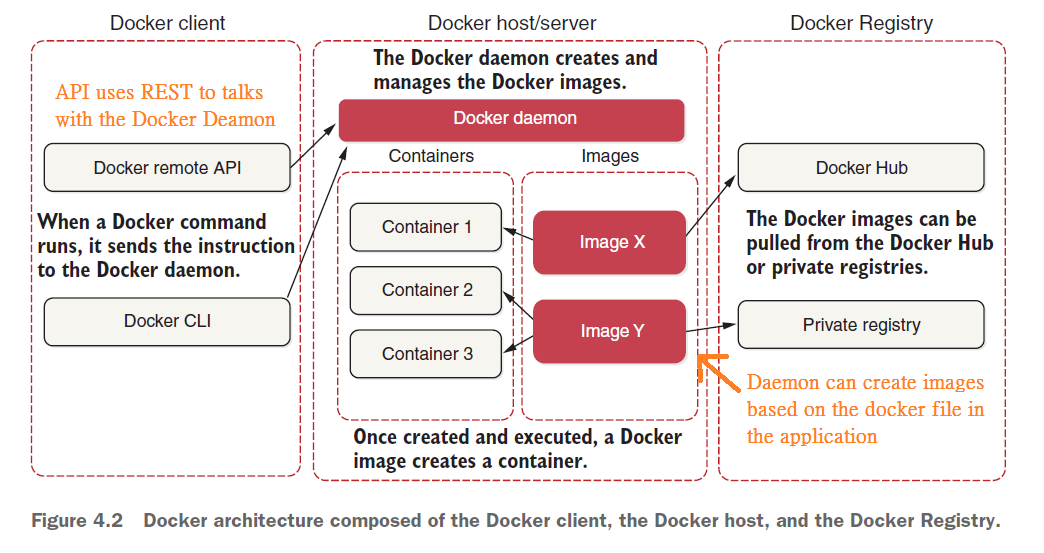 Docker client
Docker host/server
Docker Registry
API uses REST to talks
with the Docker Deamon
Docker remote API
When a Docker command
runs, it sends the instruction
to the Docker daemon.
Docker CLI
The Docker daemon creates and
manages the Docker images.
Docker daemon
Containers
Images
Container 1
Container 2
Container 3
Image X
Image Y
Once created and executed, a Docker
image creates a container.
Docker Hub
The Docker images can be
pulled from the Docker Hub
or private registries.
Private registry
Daemon can create images
based on the docker file in
the application
Figure 4.2 Docker architecture composed of the Docker client, the Docker host, and the Docker Registry.